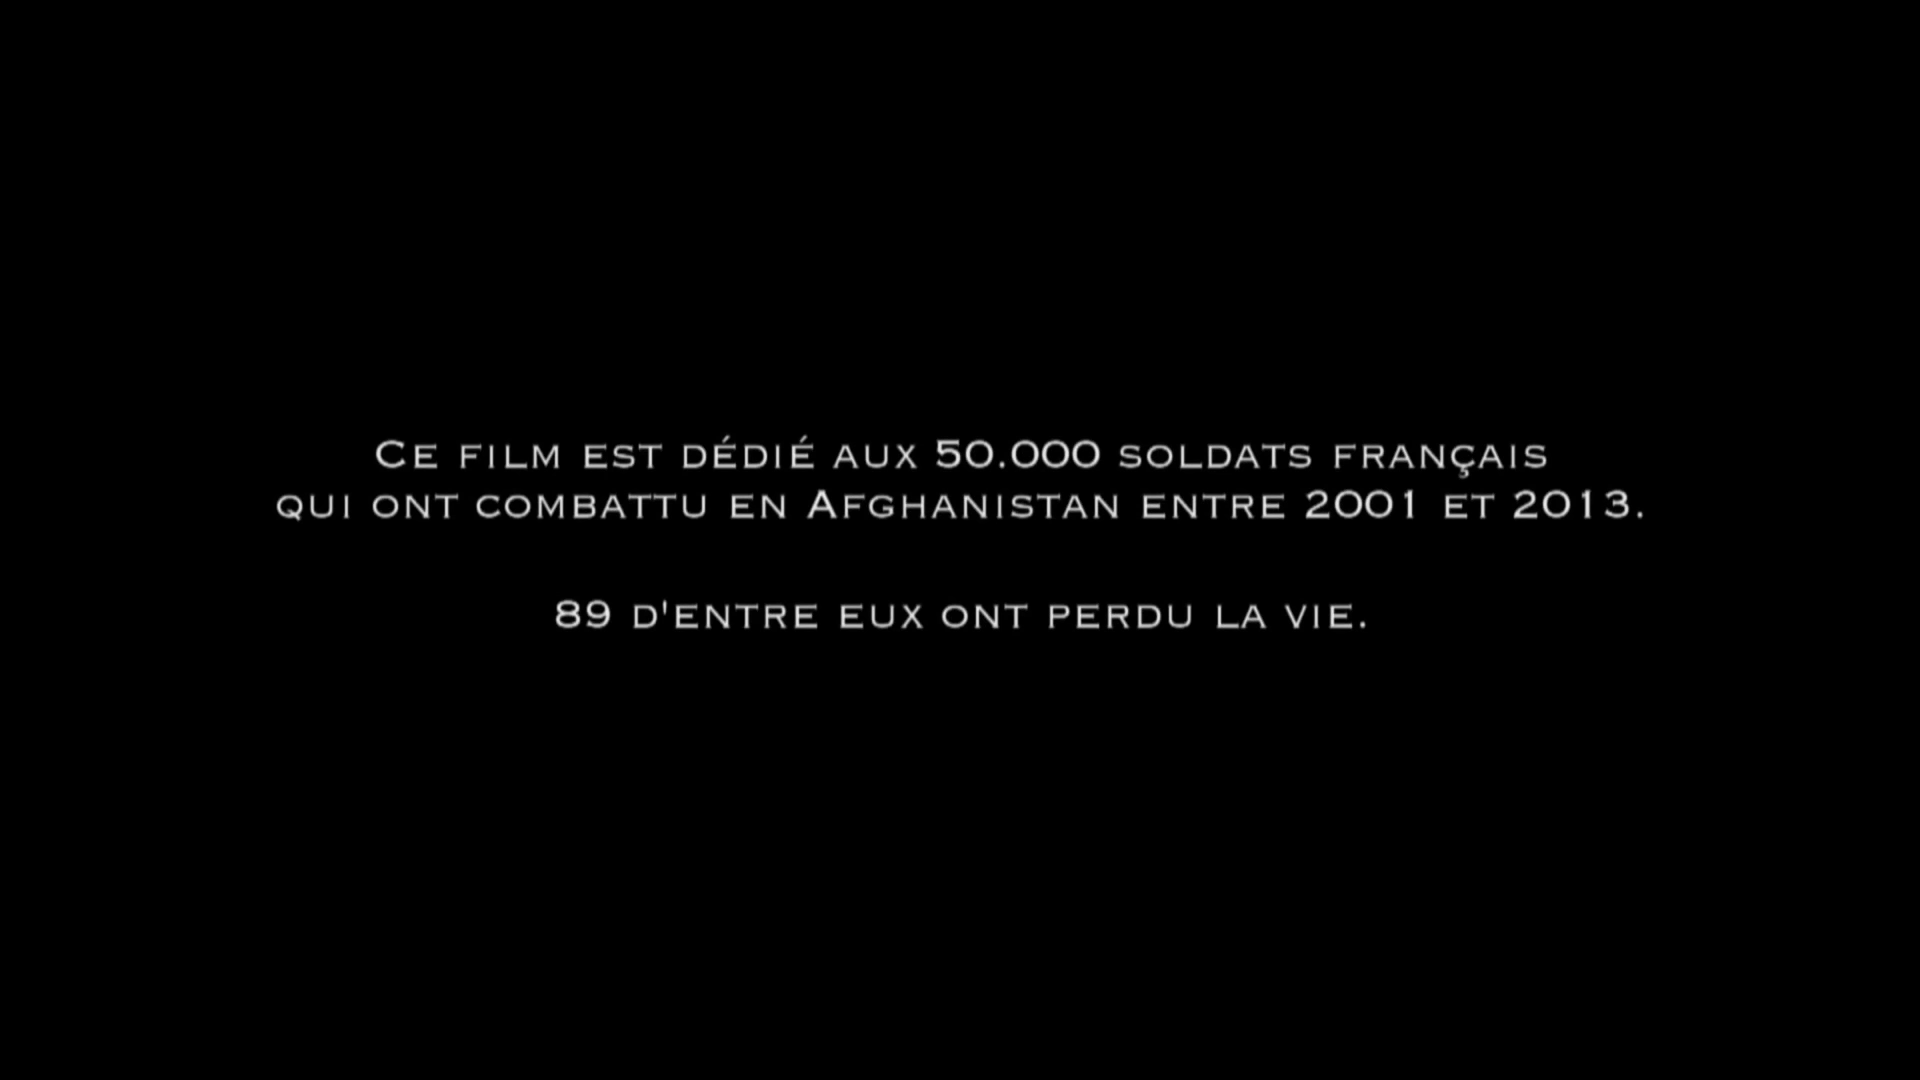 Ce film est dédié aux 50.000 soldats français
qui ont combattu en Afghanistan entre 2001 et 2013.
89 d'entre eux ont perdu la vie.